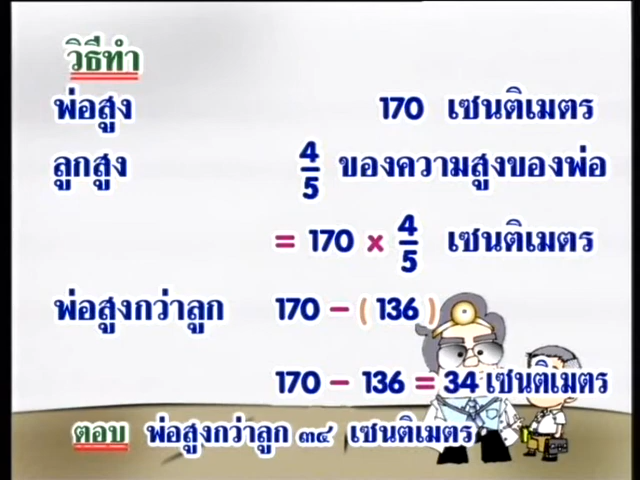 วิธีทำ
พ่อสูง 170 เซนติเมตร
ลูกสูง 4/5 ของความสูงของพ่อ
= 170 × 4/5 เซนติเมตร
พ่อสูงกว่าลูก 170 − ( 136 )
170 − 136 = 34 เซนติเมตร
ตอบ พ่อสูงกว่าลูก ๓๔ เซนติเมตร